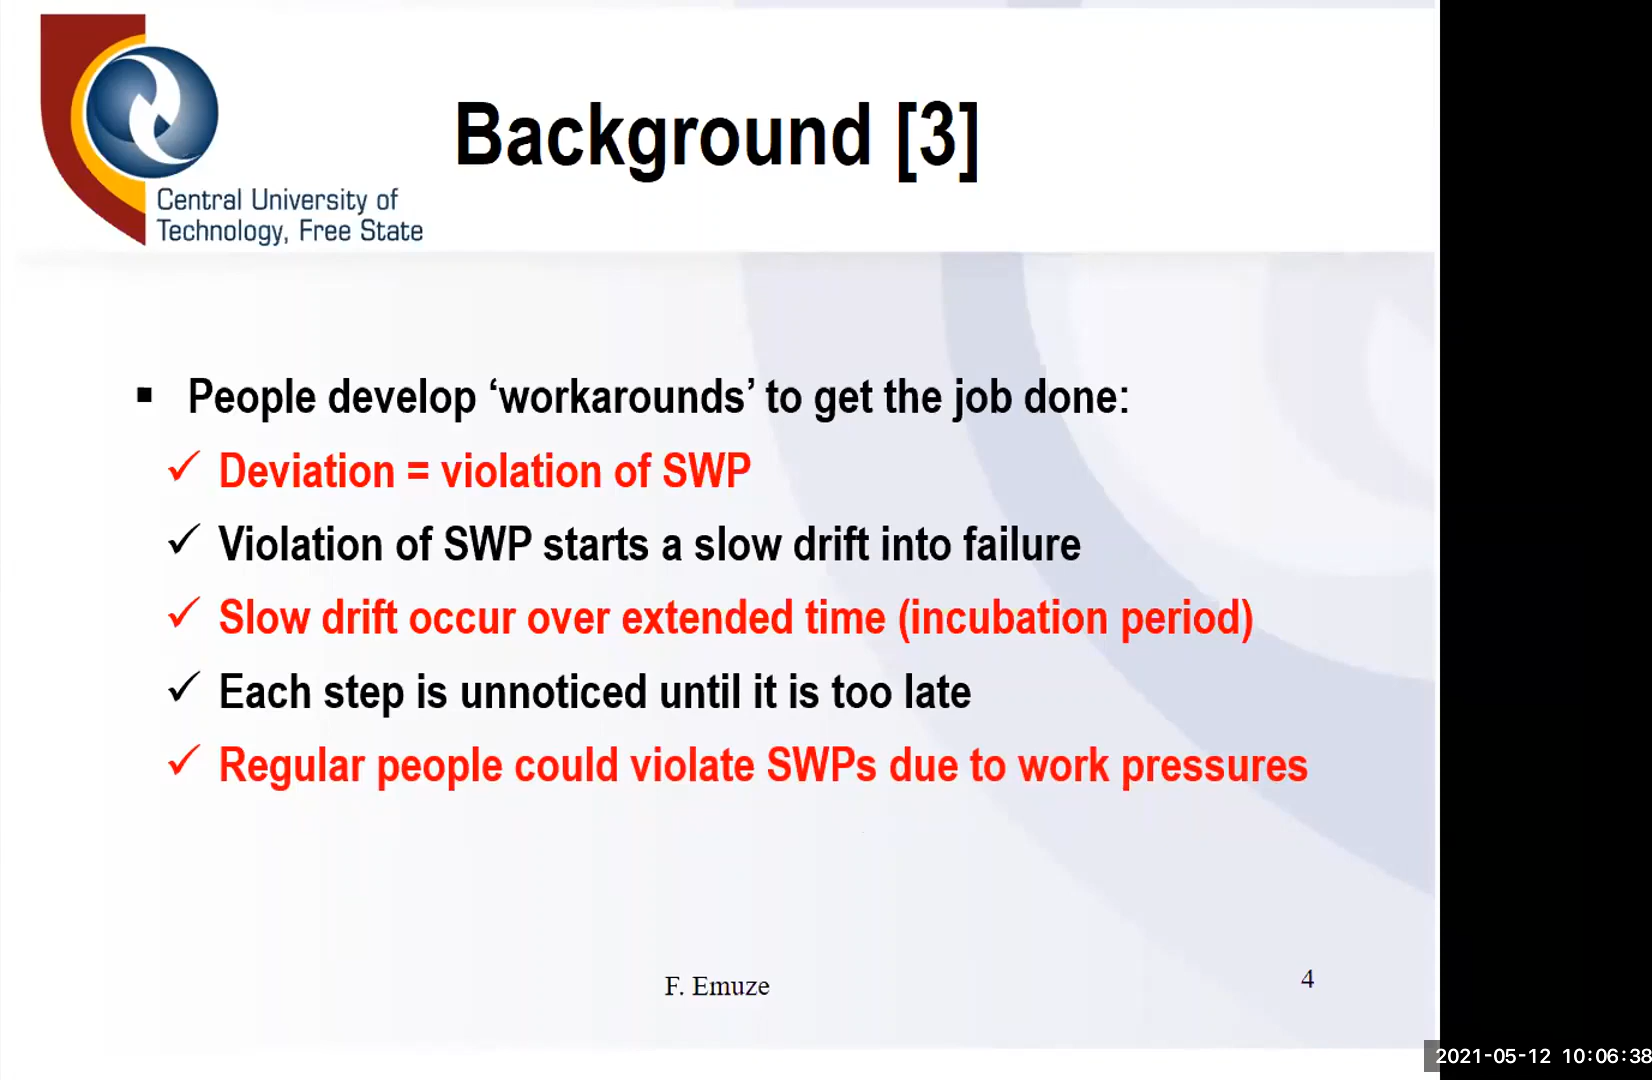 Background [3]
Central University of
Technology, Free State
▪ People develop ‘workarounds’ to get the job done:
✓ Deviation = violation of SWP
✓ Violation of SWP starts a slow drift into failure
✓ Slow drift occur over extended time (incubation period)
✓ Each step is unnoticed until it is too late
✓ Regular people could violate SWPs due to work pressures
F. Emuze
4
2021-05-12 10:06:38